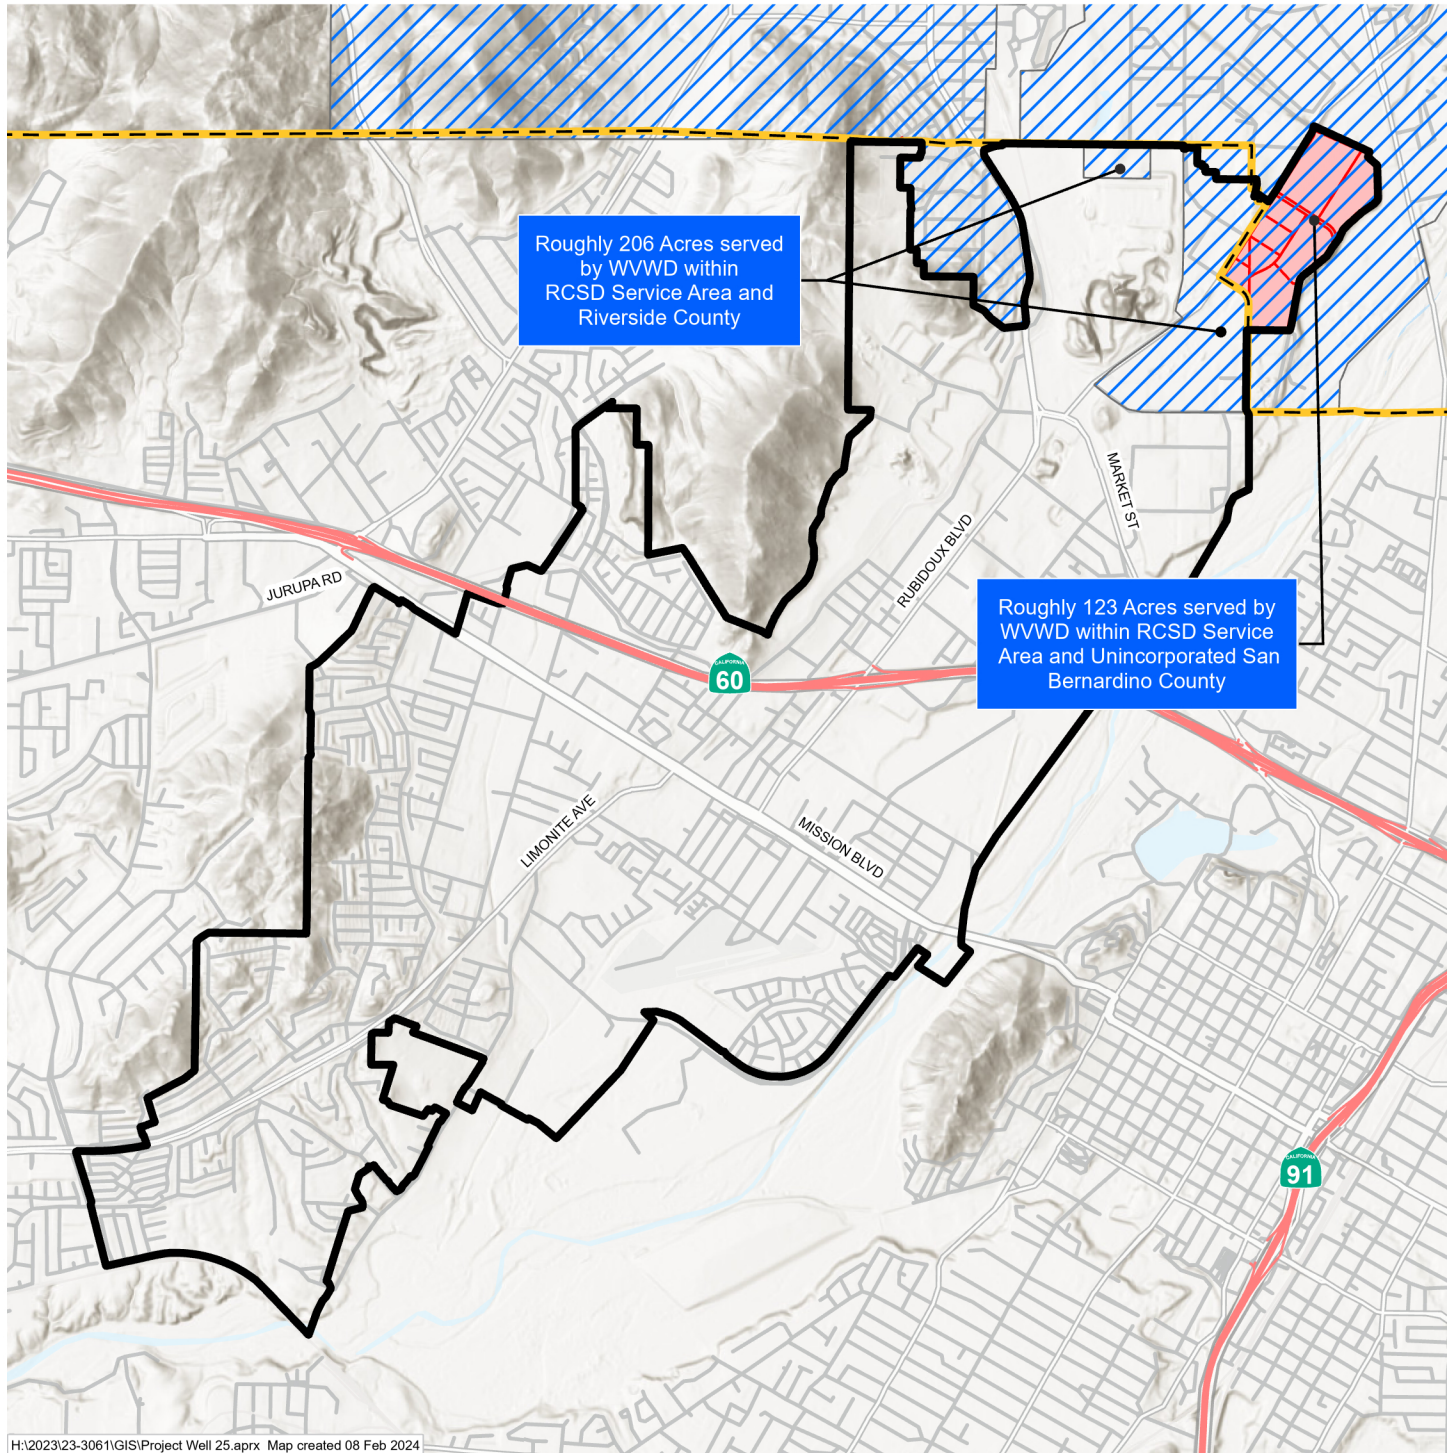 Roughly 206 Acres served
by WVWD within
RCSD Service Area and
Riverside County
MARKET ST
RUBIDOUX BLVD
JURUPA RD
Roughly 123 Acres served by
WVWD within RCSD Service
Area and Unincorporated San
Bernardino County
CALIFORNIA
60
LIMONITE AVE
MISSION BLVD
CALIFORNIA
91
H:\2023\23-3061\GIS\Project Well 25.aprx Map created 08 Feb 2024